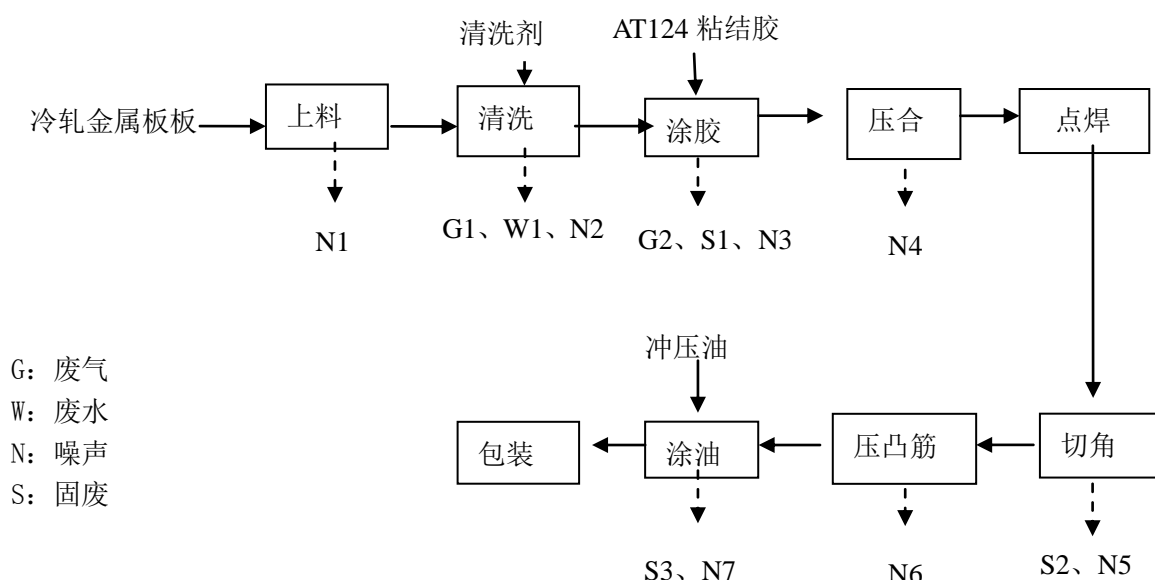 清洗剂
AT124 粘结胶
冷轧金属板板
上料
清洗
涂胶
压合
点焊
N1
G1、W1、N2
G2、S1、N3
N4
G：废气
W：废水
N：噪声
S：固废
冲压油
包装
涂油
压凸筋
切角
S3、N7
N6
S2、N5